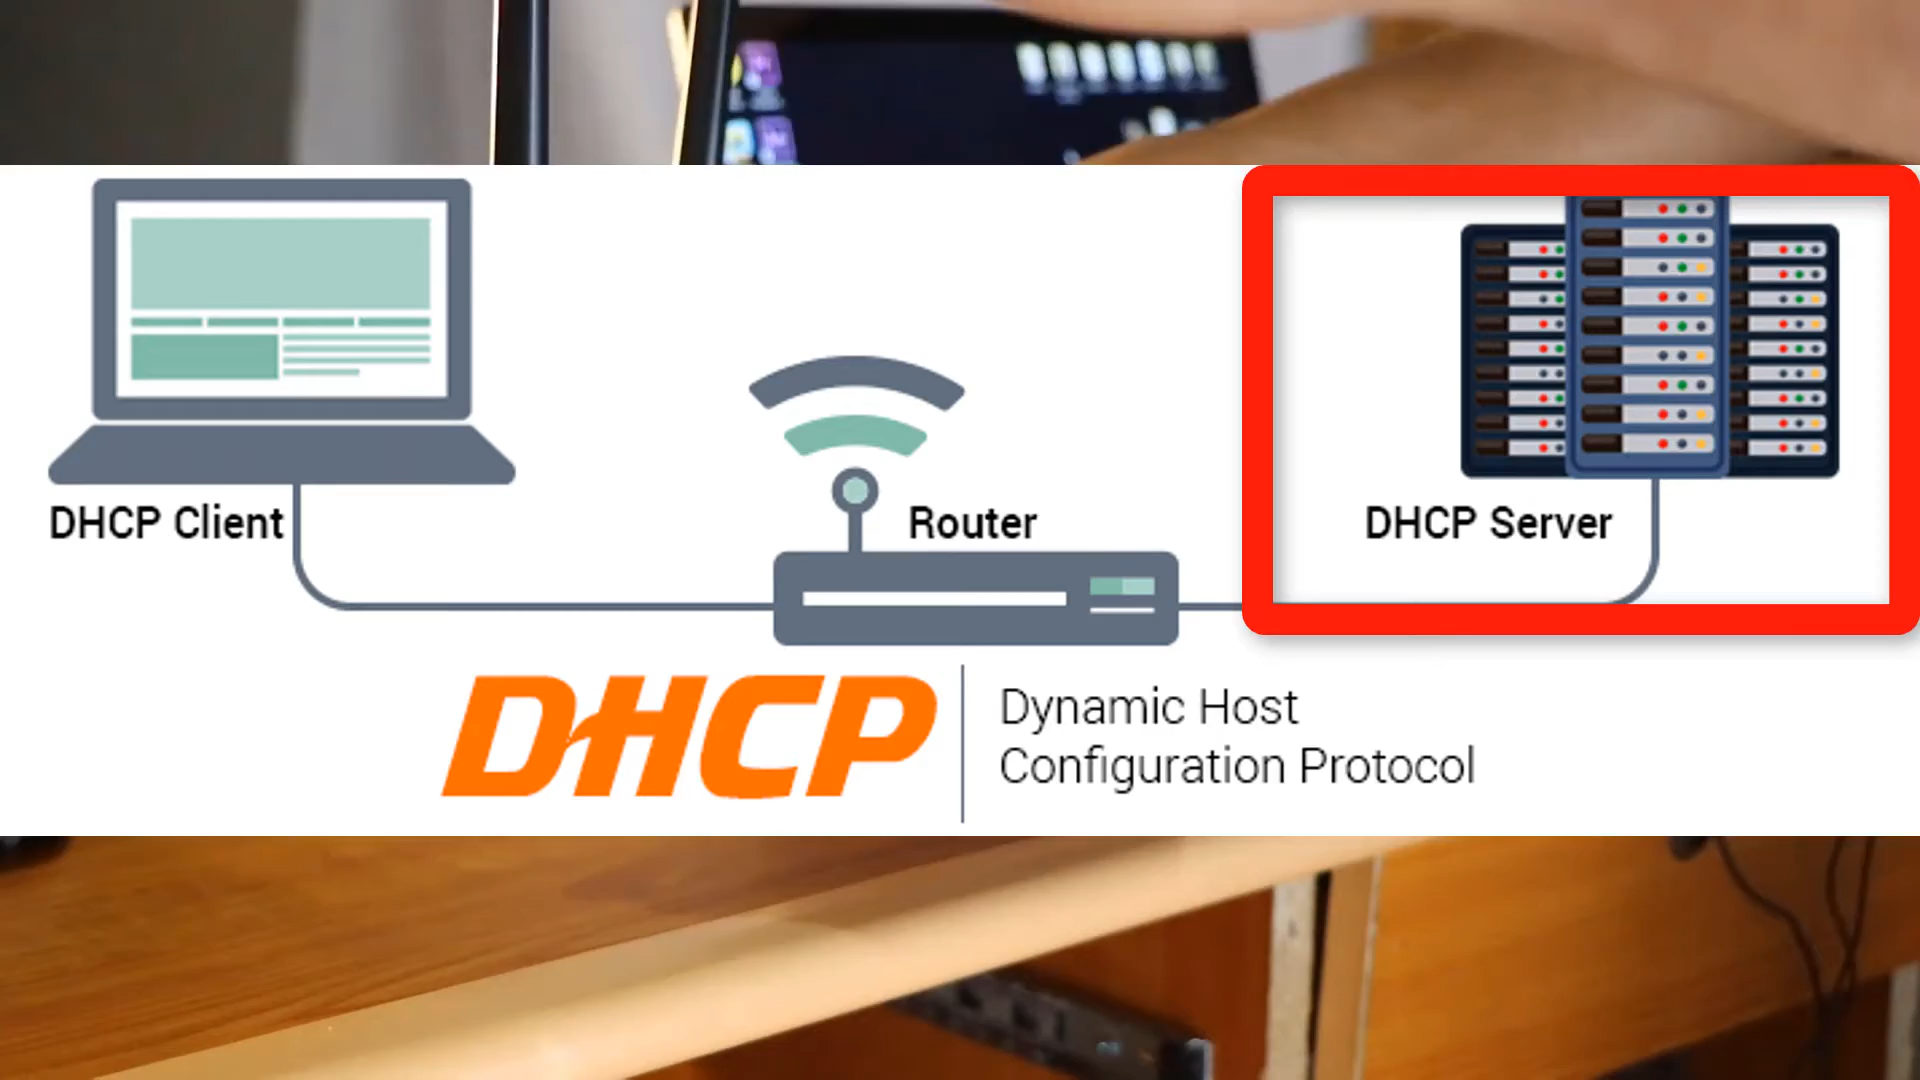 DHCP Client
Router
DHCP Server
DHCP
Dynamic Host
Configuration Protocol